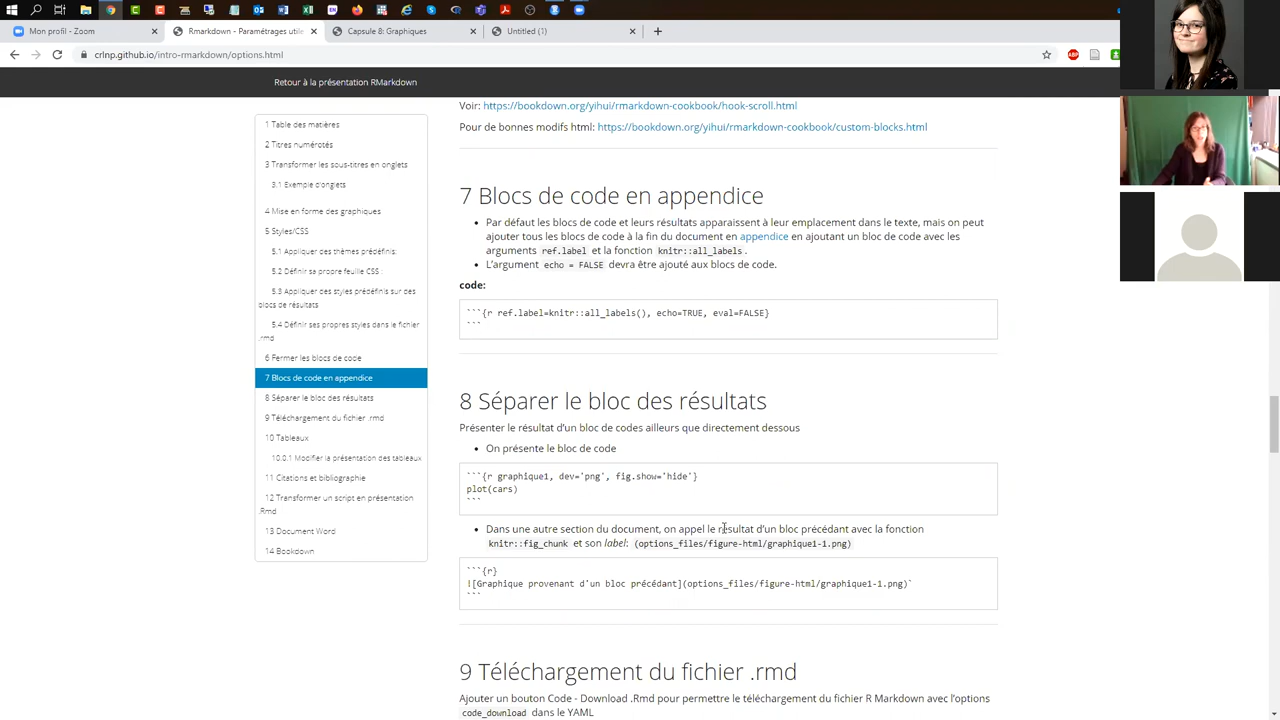 Mon profil - Zoom
Rmarkdown - Paramétrages utile
Capsule 8: Graphiques
Untitled (1)
crlnp.github.io/intro-rmarkdown/options.html
ABP
Retour à la présentation RMarkdown
1 Table des matières
2 Titres numérotés
3 Transformer les sous-titres en onglets
3.1 Exemple d'onglets
4 Mise en forme des graphiques
5 Styles/CSS
5.1 Appliquer des thèmes prédéfinis:
5.2 Définir sa propre feuille CSS :
5.3 Appliquer des styles prédéfinis sur des
blocs de résultats
5.4 Définir ses propres styles dans le fichier
.rmd
6 Fermer les blocs de code
7 Blocs de code en appendice
8 Séparer le bloc des résultats
9 Téléchargement du fichier .rmd
10 Tableaux
10.0.1 Modifier la présentation des tableaux
11 Citations et bibliographie
12 Transformer un script en présentation
.Rmd
13 Document Word
14 Bookdown
Voir: https://bookdown.org/yihui/rmarkdown-cookbook/hook-scroll.html
Pour de bonnes modifs html: https://bookdown.org/yihui/rmarkdown-cookbook/custom-blocks.html
7 Blocs de code en appendice
• Par défaut les blocs de code et leurs résultats apparaissent à leur emplacement dans le texte, mais on peut
ajouter tous les blocs de code à la fin du document en appendice en ajoutant un bloc de code avec les
arguments ref.label et la fonction knitr::all_labels.
• L'argument echo = FALSE devra être ajouté aux blocs de code.
code:
```{r ref.label=knitr::all_labels(), echo=TRUE, eval=FALSE}
```
8 Séparer le bloc des résultats
Présenter le résultat d'un bloc de codes ailleurs que directement dessous
• On présente le bloc de code
```{r graphique1, dev='png', fig.show='hide'}
plot(cars)
```
• Dans une autre section du document, on appel le résultat d'un bloc précédant avec la fonction
knitr::fig_chunk et son label: (options_files/figure-html/graphique1-1.png)
```{r}
![Graphique provenant d'un bloc précédant](options_files/figure-html/graphique1-1.png)`
```
9 Téléchargement du fichier .rmd
Ajouter un bouton Code - Download .Rmd pour permettre le téléchargement du fichier R Markdown avec l'options
code_download dans le YAML